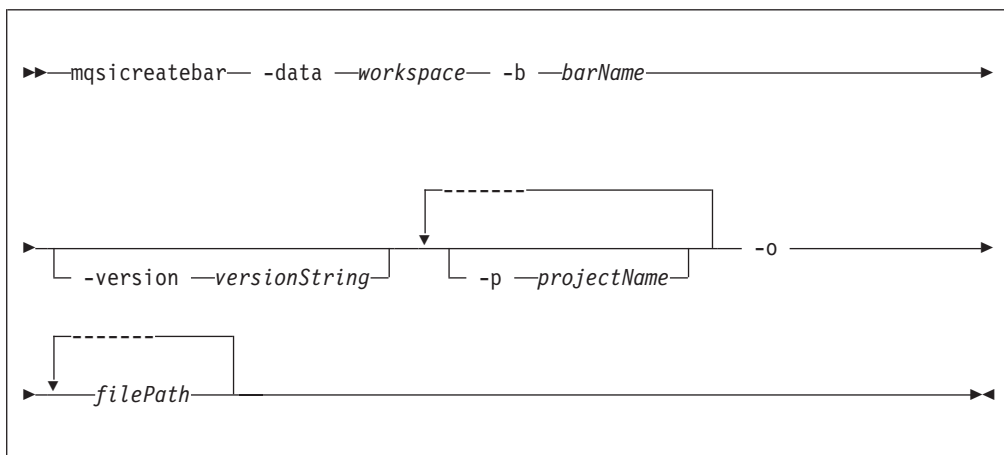 mqsicreatebar -data workspace -b barName
-version versionString -p projectName -o
filePath